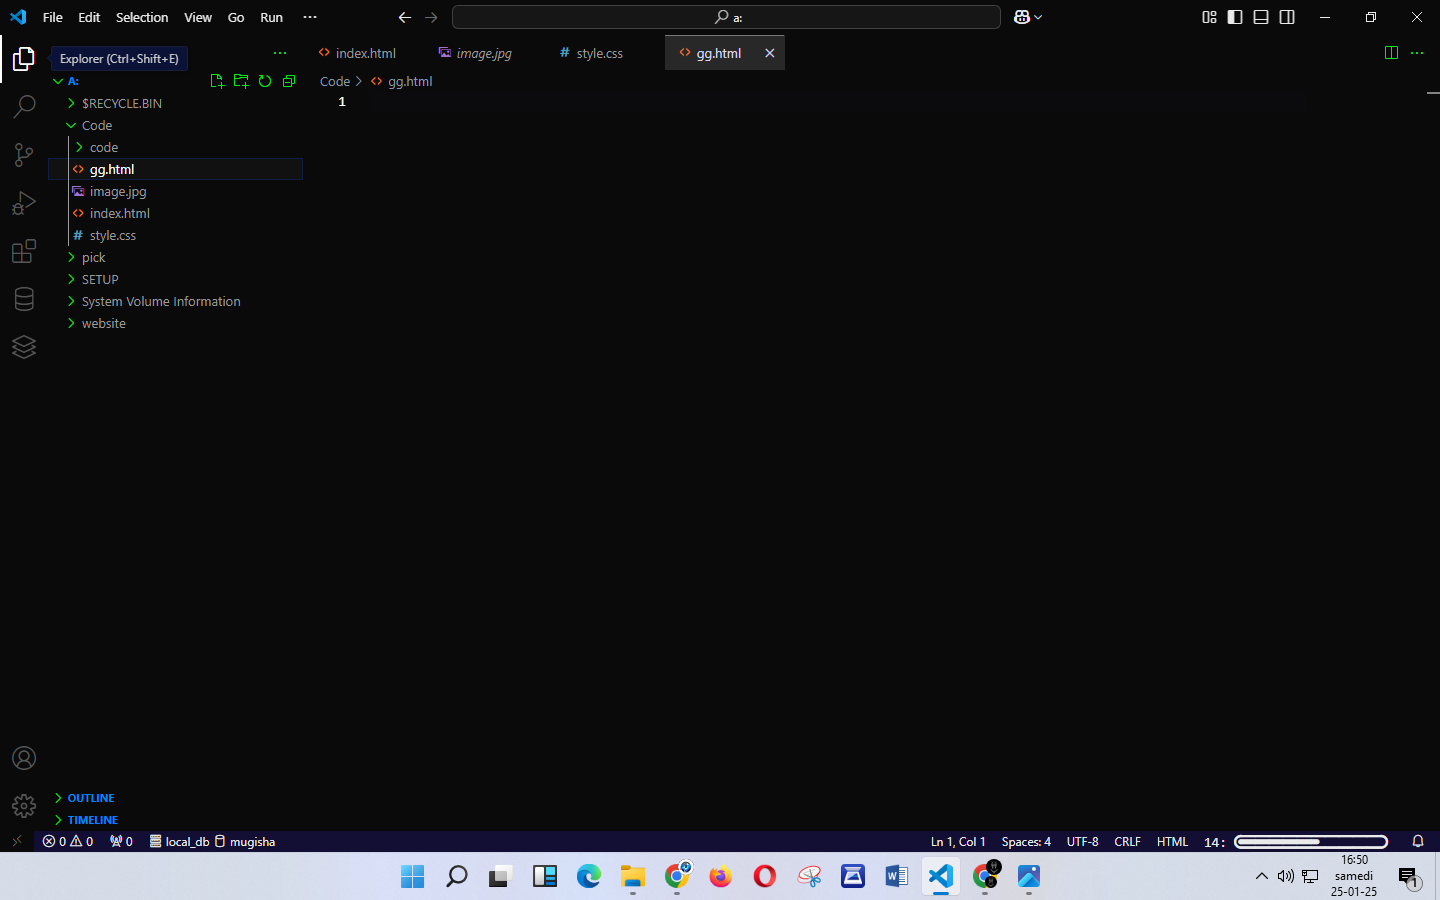 File Edit Selection View Go Run ···
a:
Explorer (Ctrl+Shift+E)
index.html
image.jpg
# style.css
gg.html
A:
Code > gg.html
1
$RECYCLE.BIN
Code
code
gg.html
image.jpg
index.html
# style.css
pick
SETUP
System Volume Information
website
OUTLINE
TIMELINE
0 0 0 local_db mugisha
Ln 1, Col 1 Spaces: 4 UTF-8 CRLF HTML 14:
16:50
samedi
25-01-25
1